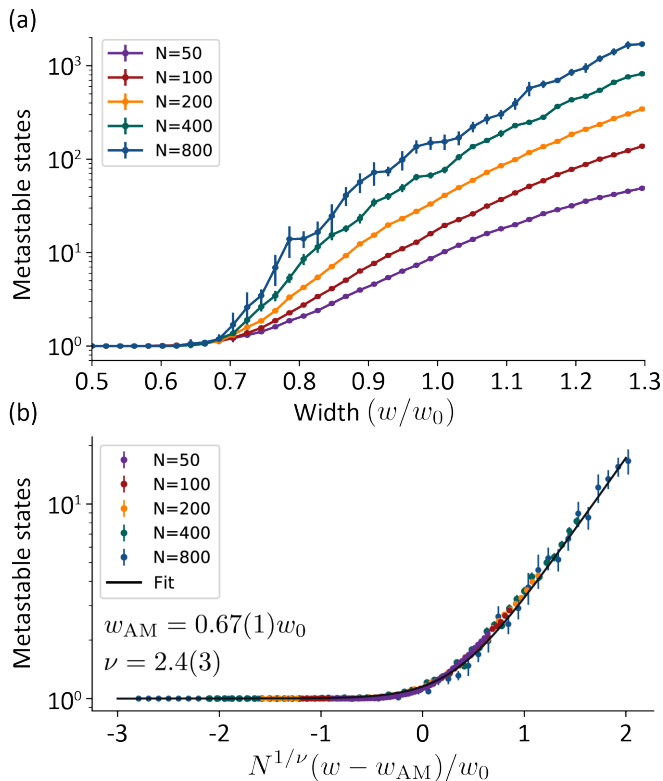 (a)
N=50
N=100
N=200
N=400
N=800
Metastable states
10³
10²
10¹
10⁰
0.5 0.6 0.7 0.8 0.9 1.0 1.1 1.2 1.3
Width (w/w₀)
(b)
N=50
N=100
N=200
N=400
N=800
Fit
w_AM = 0.67(1)w₀
ν = 2.4(3)
Metastable states
10¹
10⁰
-3 -2 -1 0 1 2
N^{1/ν}(w − w_AM)/w₀